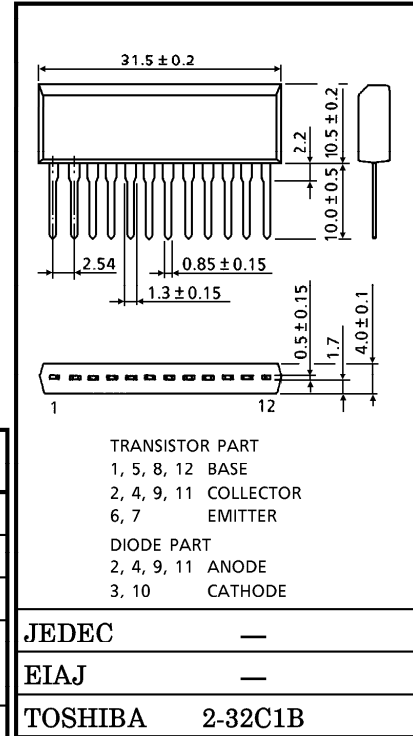 31.5 ± 0.2
2.2
10.5 ± 0.2
10.0 ± 0.5
2.54
0.85 ± 0.15
1.3 ± 0.15
0.5 ± 0.15
1.7
4.0 ± 0.1
1 12
TRANSISTOR PART
1, 5, 8, 12 BASE
2, 4, 9, 11 COLLECTOR
6, 7 EMITTER
DIODE PART
2, 4, 9, 11 ANODE
3, 10 CATHODE
JEDEC —
EIAJ —
TOSHIBA 2-32C1B